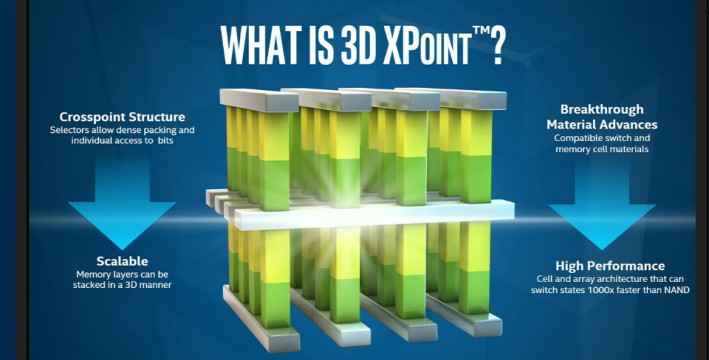 WHAT IS 3D XPOINT™?
Crosspoint Structure
Selectors allow dense packing and
individual access to bits
Scalable
Memory layers can be
stacked in a 3D manner
Breakthrough
Material Advances
Compatible switch and
memory cell materials
High Performance
Cell and array architecture that can
switch states 1000x faster than NAND